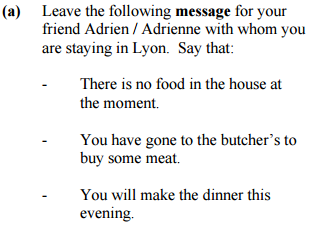 (a) Leave the following message for your
friend Adrien / Adrienne with whom you
are staying in Lyon. Say that:
- There is no food in the house at
the moment.
- You have gone to the butcher's to
buy some meat.
- You will make the dinner this
evening.